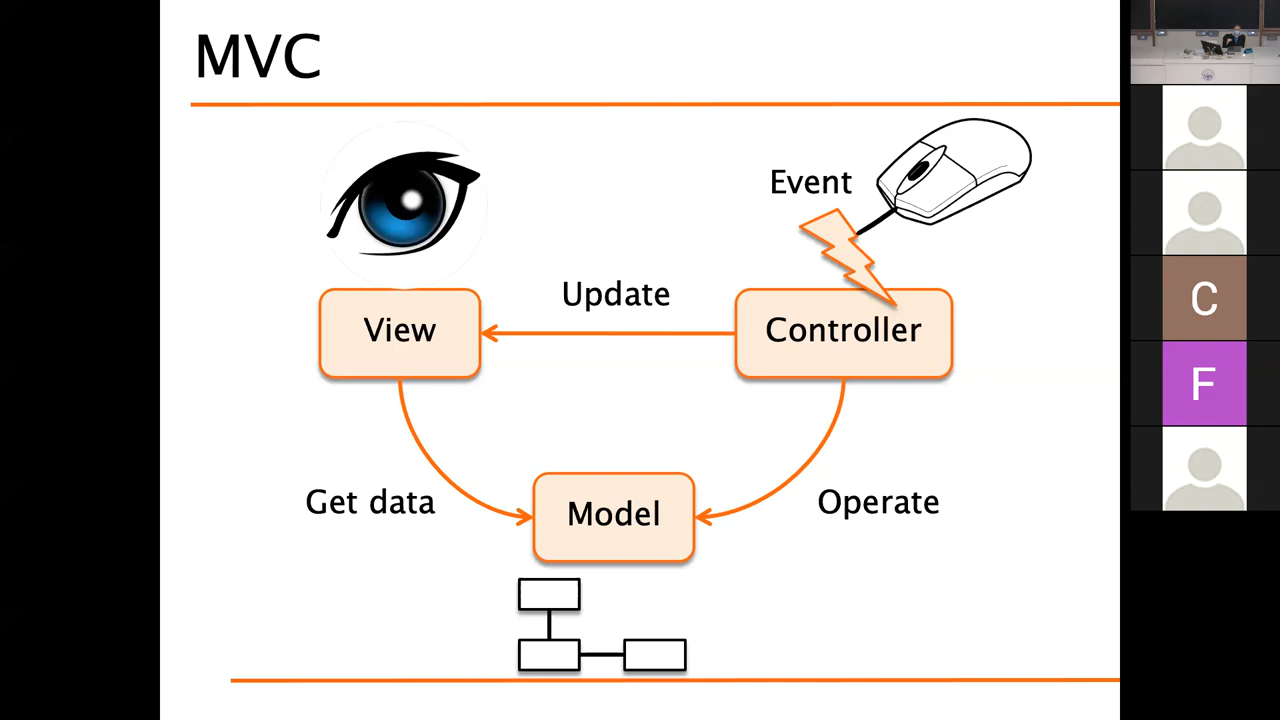 MVC
Event
Update
View
Controller
Get data
Model
Operate
C
F